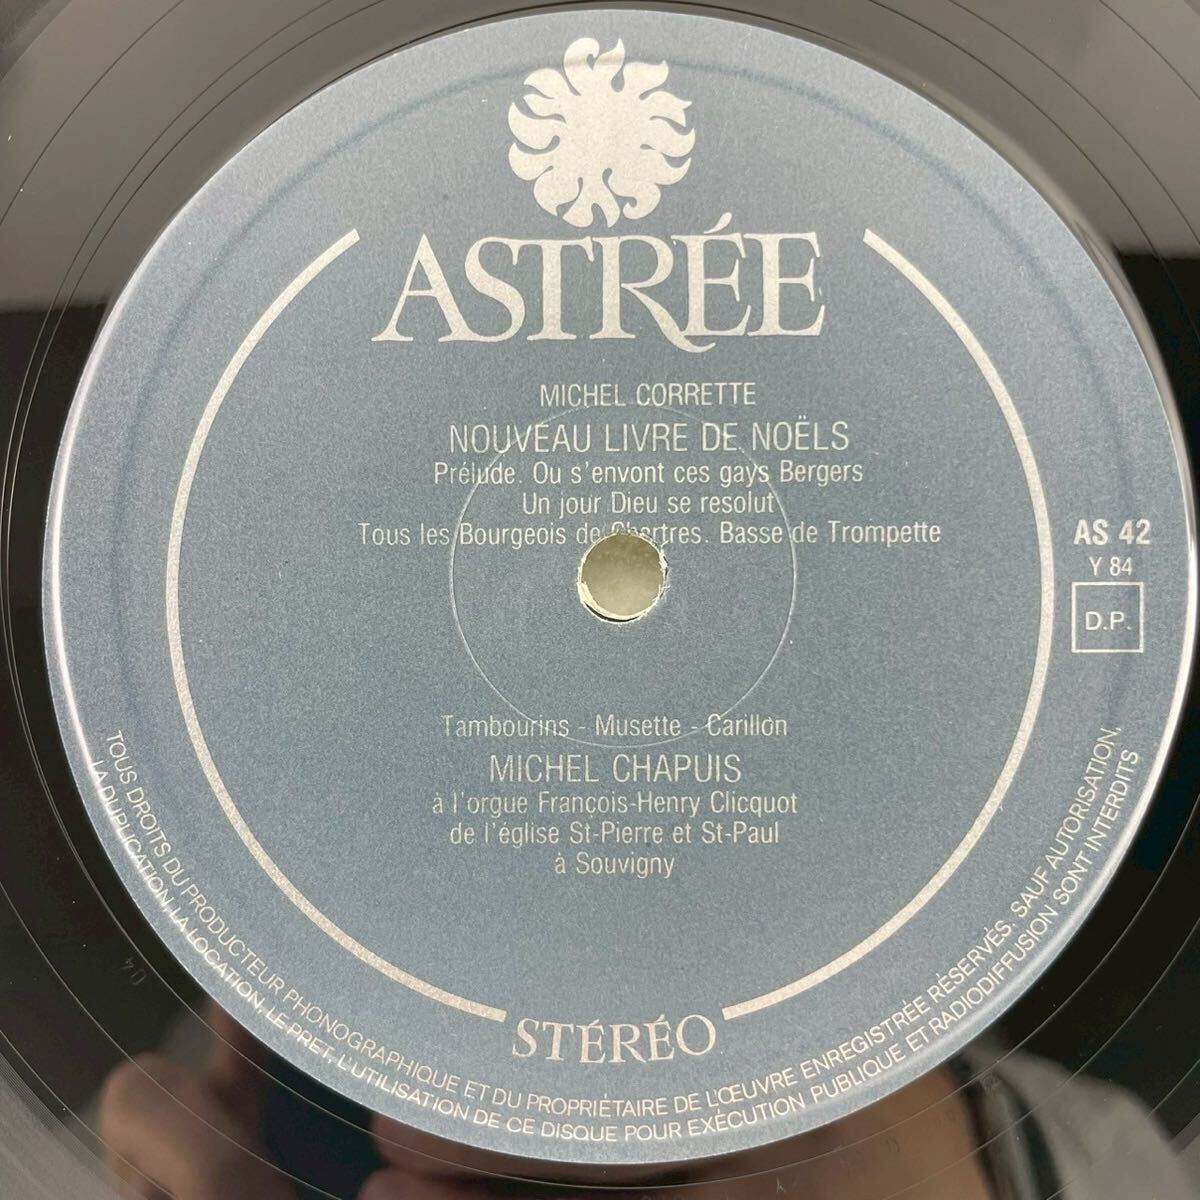 ASTRÉE
MICHEL CORRETTE
NOUVEAU LIVRE DE NOËLS
Prélude. Ou s'envont ces gays Bergers
Un jour Dieu se resolut
Tous les Bourgeois de Chartres. Basse de Trompette
AS 42
Y 84
D.P.
Tambourins - Musette - Carillon
MICHEL CHAPUIS
à l'orgue François-Henry Clicquot
de l'église St-Pierre et St-Paul
à Souvigny
STÉRÉO
TOUS DROITS DU PRODUCTEUR PHONOGRAPHIQUE ET DU PROPRIÉTAIRE DE L'ŒUVRE ENREGISTRÉE RÉSERVÉS. SAUF AUTORISATION,
LA DUPLICATION, LA LOCATION, LE PRET, L'UTILISATION DE CE DISQUE POUR EXÉCUTION PUBLIQUE ET RADIODIFFUSION SONT INTERDITS
04